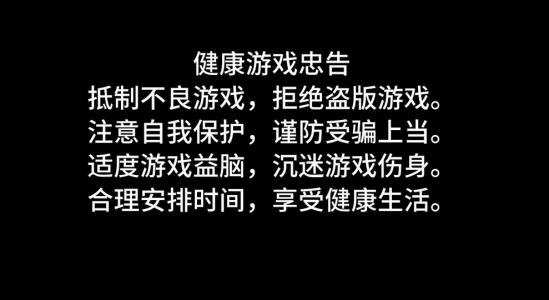 健康游戏忠告
抵制不良游戏，拒绝盗版游戏。
注意自我保护，谨防受骗上当。
适度游戏益脑，沉迷游戏伤身。
合理安排时间，享受健康生活。